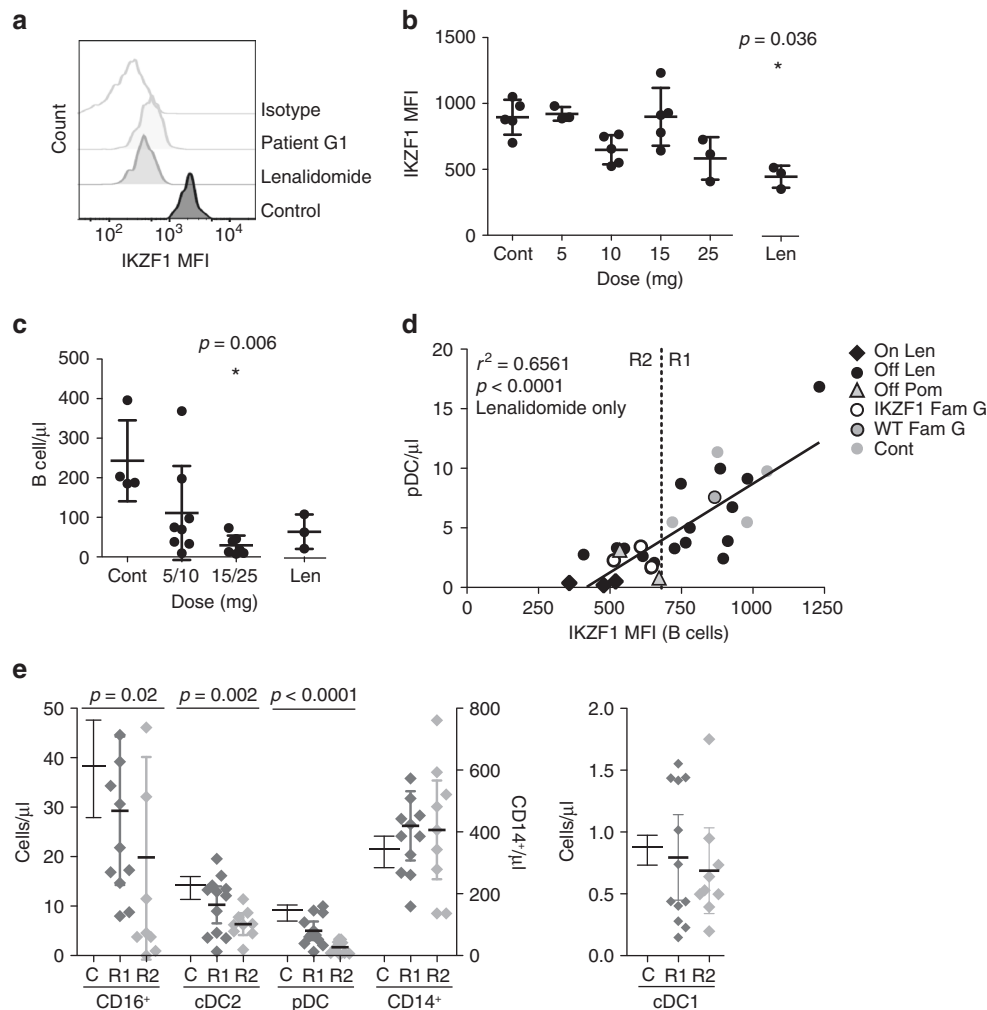 a
Count
Isotype
Patient G1
Lenalidomide
Control
10² 10³ 10⁴
IKZF1 MFI
b
p = 0.036
*
IKZF1 MFI
1500
1000
500
0
Cont 5 10 15 25 Len
Dose (mg)
c
p = 0.006
*
B cell/µl
500
400
300
200
100
0
Cont 5/10 15/25 Len
Dose (mg)
d
pDC/µl
20
15
10
5
0
r² = 0.6561
p < 0.0001
Lenalidomide only
R2 R1
0 250 500 750 1000 1250
IKZF1 MFI (B cells)
On Len
Off Len
Off Pom
IKZF1 Fam G
WT Fam G
Cont
e
p = 0.02 p = 0.002 p < 0.0001
Cells/µl
50
40
30
20
10
0
800
600
400
200
0
CD14⁺/µl
C R1 R2 C R1 R2 C R1 R2 C R1 R2
CD16⁺ cDC2 pDC CD14⁺
Cells/µl
2.0
1.5
1.0
0.5
0.0
C R1 R2
cDC1